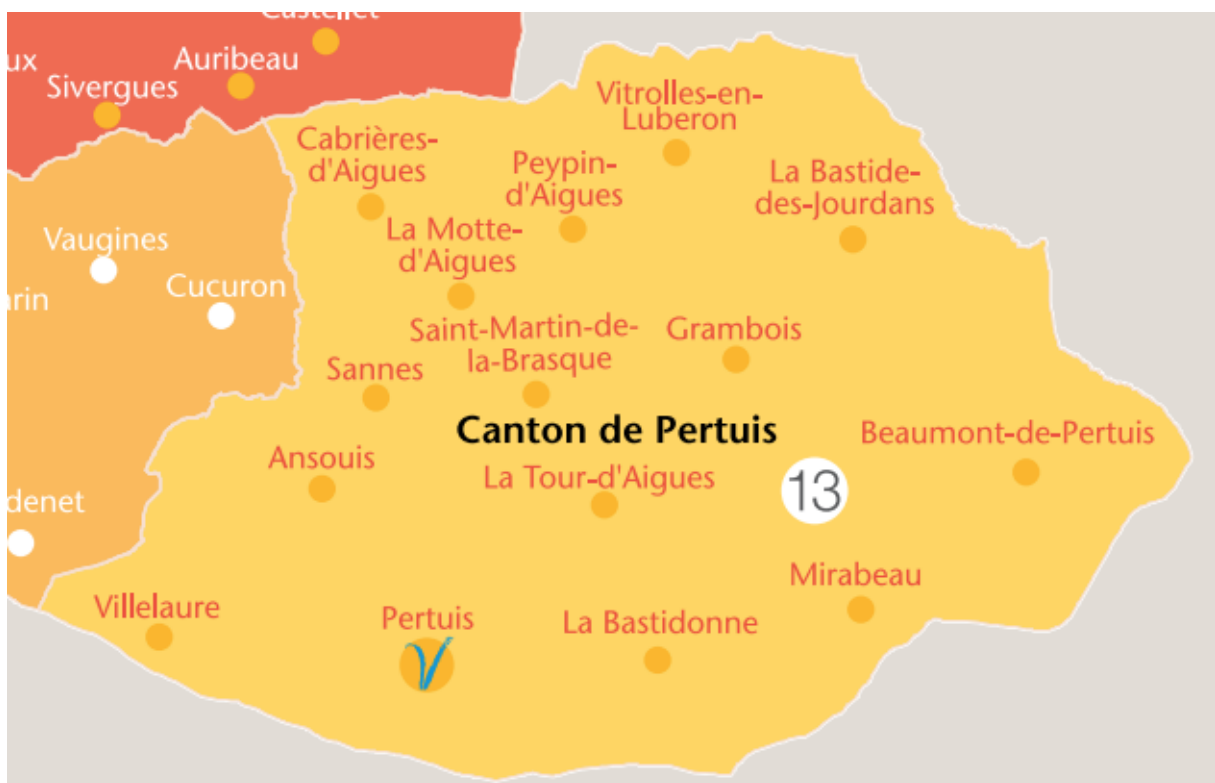 Castellet
ux
Auribeau
Sivergues
Vitrolles-en-
Luberon
Cabrières-
d'Aigues
Peypin-
d'Aigues
La Bastide-
des-Jourdans
La Motte-
d'Aigues
Vaugines
Cucuron
arin
Saint-Martin-de-
la-Brasque
Grambois
Sannes
Canton de Pertuis
Beaumont-de-Pertuis
Ansouis
La Tour-d'Aigues
13
denet
Mirabeau
Villelaure
Pertuis
La Bastidonne
V